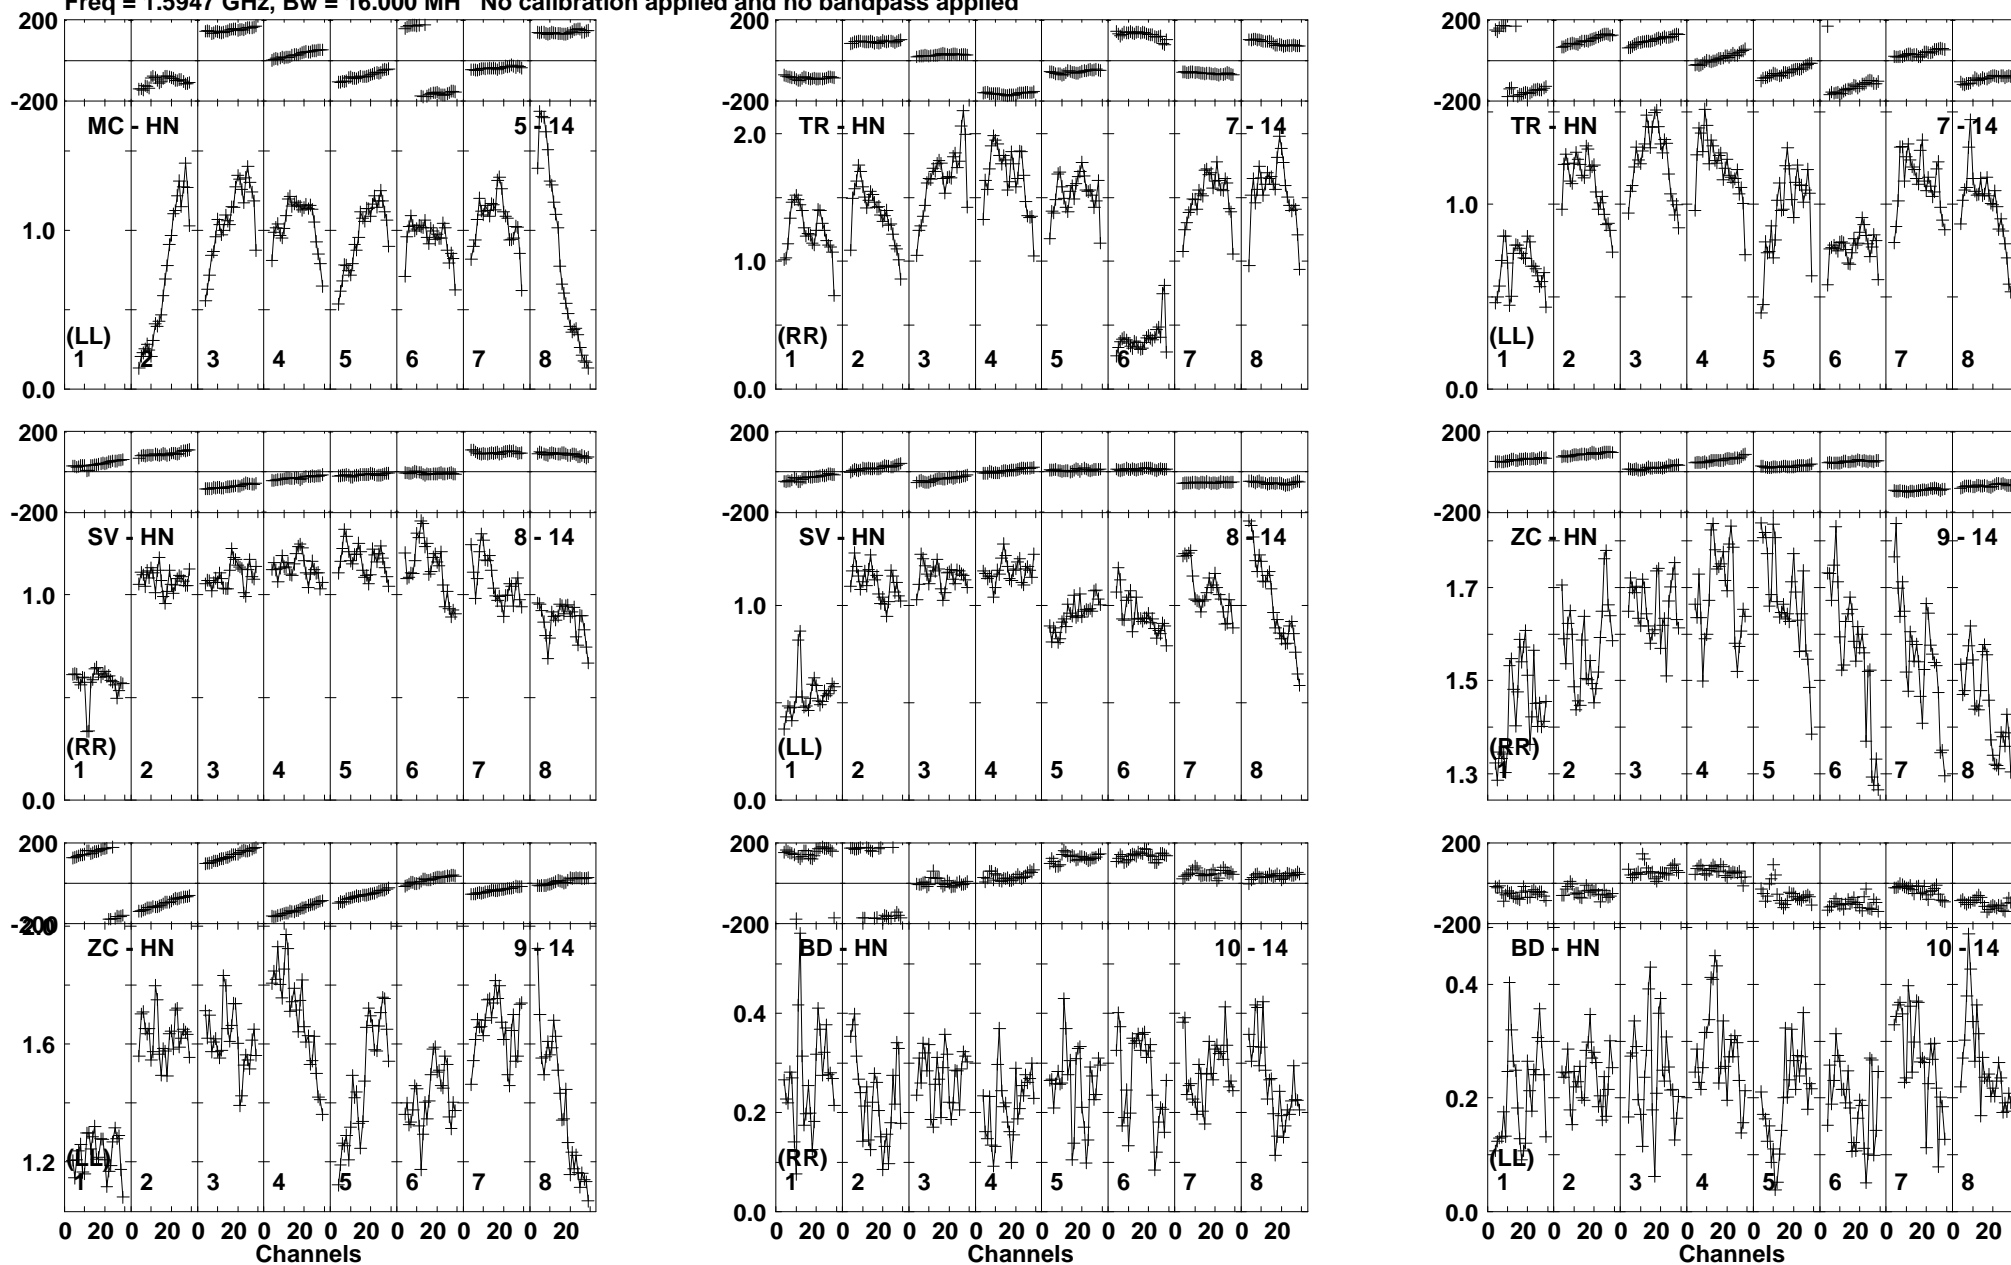 Freq = 1.5947 GHz, Bw = 16.000 MH No calibration applied and no bandpass applied
200 200 200
-200 -200 -200
MC - HN 5 - 14 TR - HN 7 - 14 TR - HN 7 - 14
2.0
1.0 1.0 1.0
(LL) (RR) (LL)
1 2 3 4 5 6 7 8 1 2 3 4 5 6 7 8 1 2 3 4 5 6 7 8
0.0 0.0 0.0
200 200 200
-200 -200 -200
SV - HN 8 - 14 SV - HN 8 - 14 ZC - HN 9 - 14
1.0 1.0 1.7
1.5
(RR) (LL) (RR)
1 2 3 4 5 6 7 8 1 2 3 4 5 6 7 8 1 2 3 4 5 6 7 8
1.3
0.0 0.0
200 200 200
-200 -200 -200
2.0
ZC - HN 9 - 14 BD - HN 10 - 14 BD - HN 10 - 14
1.6 0.4 0.4
1.2 0.2 0.2
(LL) (RR) (LL)
1 2 3 4 5 6 7 8 1 2 3 4 5 6 7 8 1 2 3 4 5 6 7 8
0.0 0.0
0 20 0 20 0 20 0 20 0 20 0 20 0 20 0 20 0 20 0 20 0 20 0 20 0 20 0 20 0 20 0 20 0 20 0 20 0 20 0 20 0 20 0 20 0 20 0 20
Channels Channels Channels